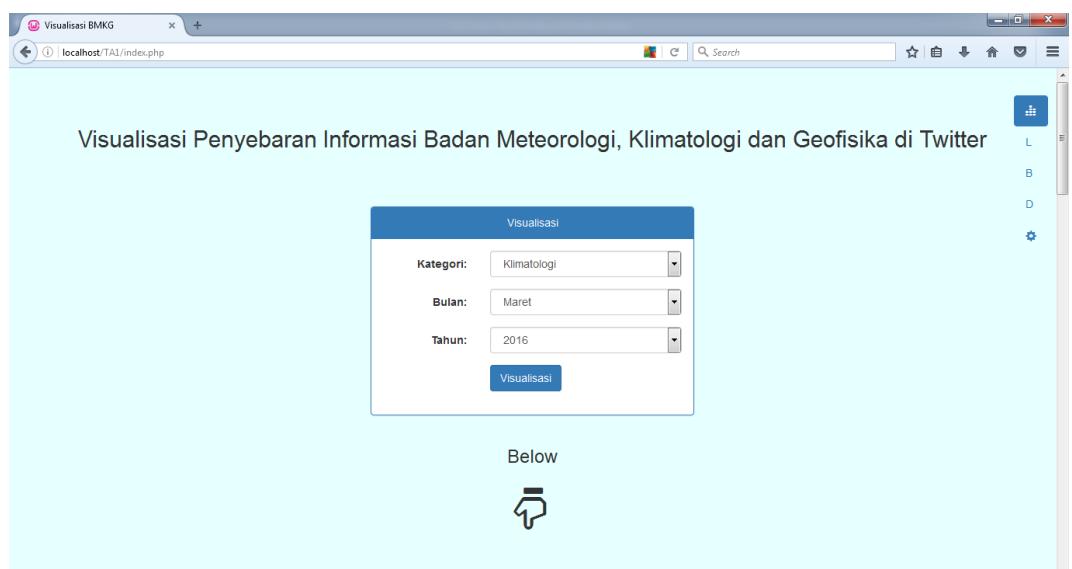 Visualisasi BMKG
localhost/TA1/index.php
Search
Visualisasi Penyebaran Informasi Badan Meteorologi, Klimatologi dan Geofisika di Twitter
L
B
D
Visualisasi
Kategori: Klimatologi
Bulan: Maret
Tahun: 2016
Visualisasi
Below